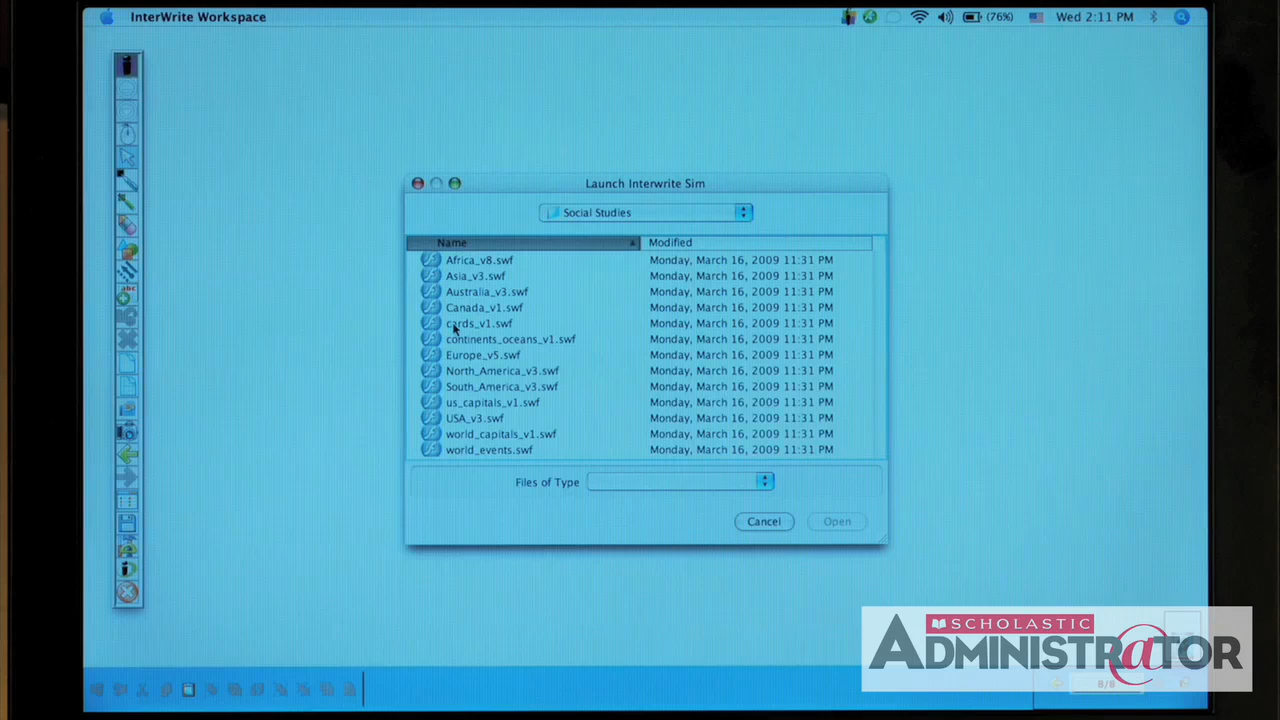 InterWrite Workspace
(76%) Wed 2:11 PM
Launch Interwrite Sim
Social Studies
Name Modified
Africa_v8.swf Monday, March 16, 2009 11:31 PM
Asia_v3.swf Monday, March 16, 2009 11:31 PM
Australia_v3.swf Monday, March 16, 2009 11:31 PM
Canada_v1.swf Monday, March 16, 2009 11:31 PM
cards_v1.swf Monday, March 16, 2009 11:31 PM
continents_oceans_v1.swf Monday, March 16, 2009 11:31 PM
Europe_v5.swf Monday, March 16, 2009 11:31 PM
North_America_v3.swf Monday, March 16, 2009 11:31 PM
South_America_v3.swf Monday, March 16, 2009 11:31 PM
us_capitals_v1.swf Monday, March 16, 2009 11:31 PM
USA_v3.swf Monday, March 16, 2009 11:31 PM
world_capitals_v1.swf Monday, March 16, 2009 11:31 PM
world_events.swf Monday, March 16, 2009 11:31 PM
Files of Type
Cancel Open
abc
SCHOLASTIC
ADMINISTR@TOR
8/8